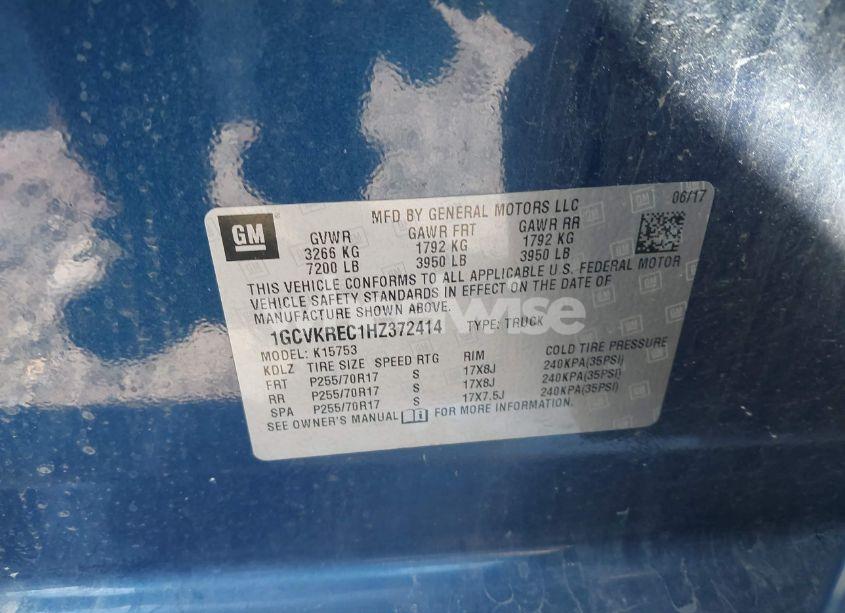 GM
MFD BY GENERAL MOTORS LLC
06/17
GVWR GAWR FRT GAWR RR
3266 KG 1792 KG 1792 KG
7200 LB 3950 LB 3950 LB
THIS VEHICLE CONFORMS TO ALL APPLICABLE U.S. FEDERAL MOTOR
VEHICLE SAFETY STANDARDS IN EFFECT ON THE DATE OF
MANUFACTURE SHOWN ABOVE.
1GCVKREC1HZ372414 TYPE: TRUCK
MODEL: K15753
KDLZ TIRE SIZE SPEED RTG RIM COLD TIRE PRESSURE
FRT P255/70R17 S 17X8J 240KPA(35PSI)
RR P255/70R17 S 17X8J 240KPA(35PSI)
SPA P255/70R17 S 17X7.5J 240KPA(35PSI)
SEE OWNER'S MANUAL FOR MORE INFORMATION.